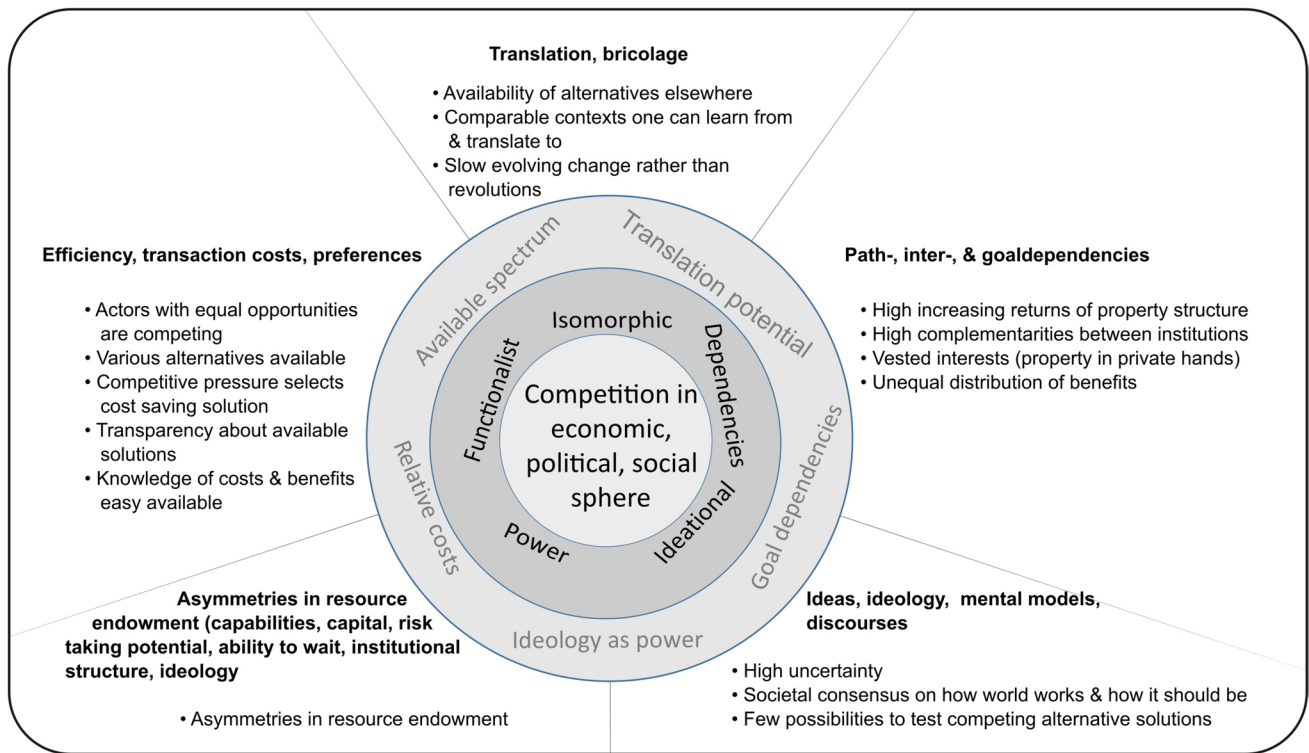 Translation, bricolage
• Availability of alternatives elsewhere
• Comparable contexts one can learn from
& translate to
• Slow evolving change rather than
revolutions
Efficiency, transaction costs, preferences
• Actors with equal opportunities
are competing
• Various alternatives available
• Competitive pressure selects
cost saving solution
• Transparency about available
solutions
• Knowledge of costs & benefits
easy available
Path-, inter-, & goaldependencies
• High increasing returns of property structure
• High complementarities between institutions
• Vested interests (property in private hands)
• Unequal distribution of benefits
Available spectrum
Translation potential
Goal dependencies
Ideology as power
Relative costs
Isomorphic
Dependencies
Ideational
Power
Functionalist
Competition in
economic,
political, social
sphere
Asymmetries in resource
endowment (capabilities, capital, risk
taking potential, ability to wait, institutional
structure, ideology
• Asymmetries in resource endowment
Ideas, ideology,  mental models,
discourses
• High uncertainty
• Societal consensus on how world works & how it should be
• Few possibilities to test competing alternative solutions